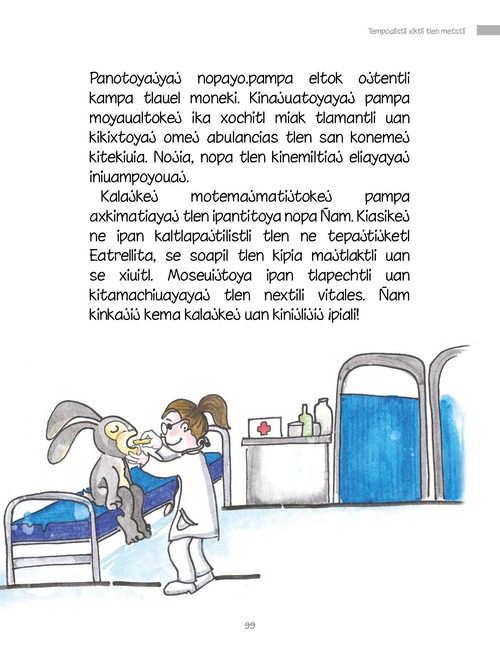 Tempoalistli xiktli tlen metstli
Panotoyajyaj nopayo.pampa eltok ojtentli
kampa tlauel moneki. Kinajuatoyayaj pampa
moyaualtokej ika xochitl miak tlamantli uan
kikixtoyaj omej abulancias tlen san konemej
kitekiuia. Nojia, nopa tlen kinemiltiaj eliayayaj
iniuampoyouaj.
Kalajkej motemajmatijtokej pampa
axkimatiayaj tlen ipantitoya nopa Ñam. Kiasikej
ne ipan kaltlapajtilistli tlen ne tepajtijketl
Eatrellita, se soapil tlen kipia majtlaktli uan
se xiuitl. Moseuijtoya ipan tlapechtli uan
kitamachiuayayaj tlen nextili vitales. Ñam
kinkajij kema kalajkej uan kinijlijij ¡piali!
99